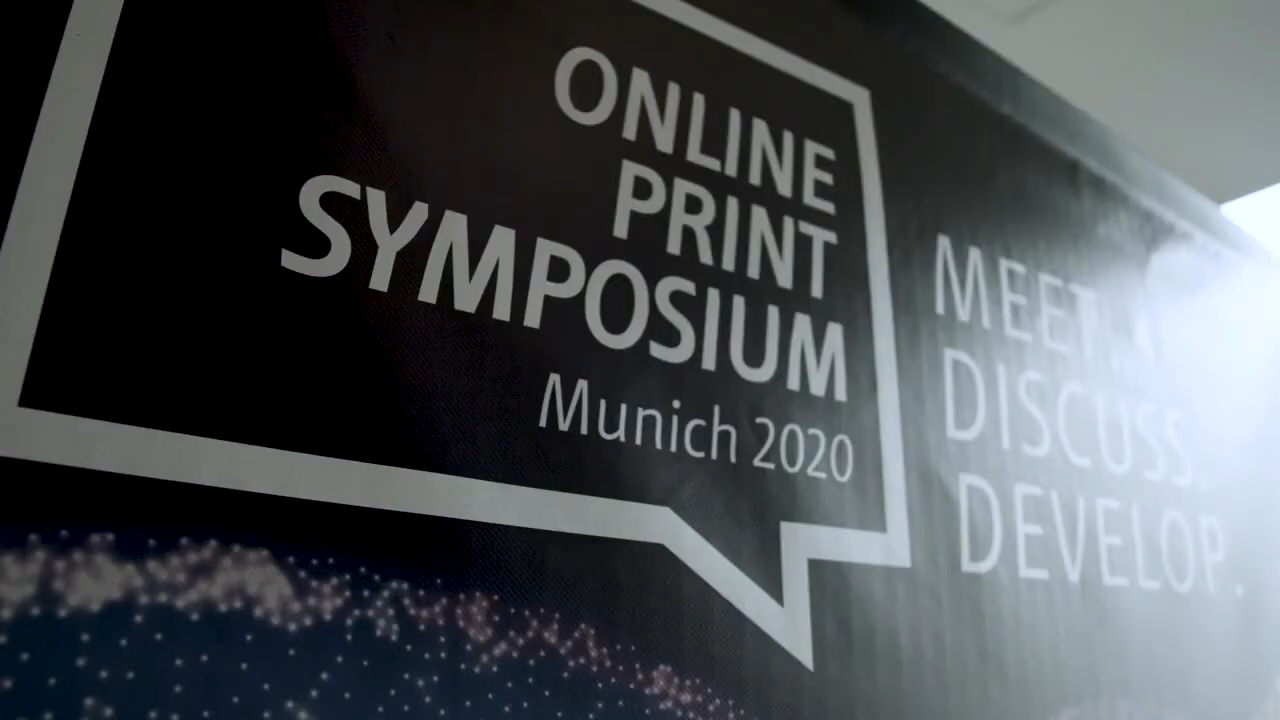 ONLINE
PRINT
SYMPOSIUM
Munich 2020
MEET.
DISCUSS.
DEVELOP.